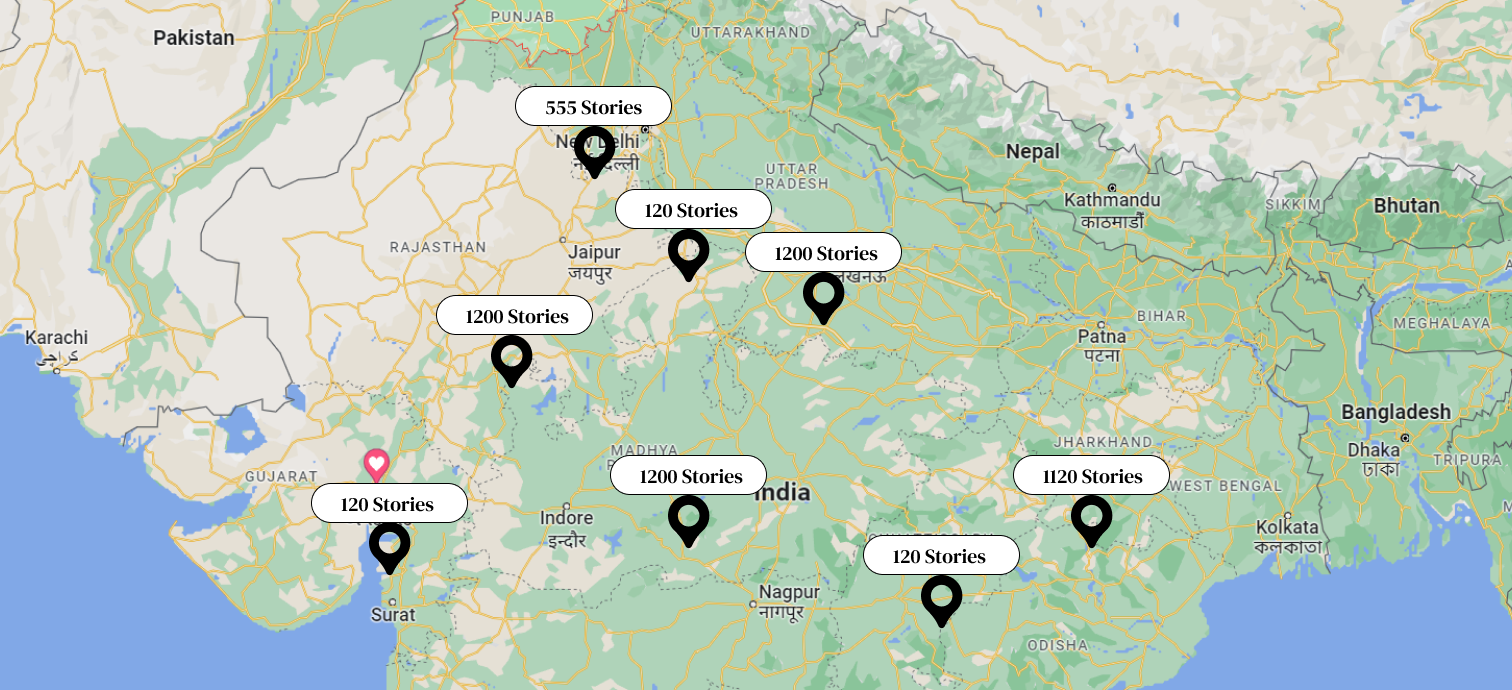 PUNJAB
Pakistan
UTTARAKHAND
555 Stories
New Delhi
Nepal
UTTAR
PRADESH
Kathmandu
काठमाडौँ
SIKKIM
Bhutan
120 Stories
RAJASTHAN
Jaipur
जयपुर
1200 Stories
लखनऊ
1200 Stories
BIHAR
MEGHALAYA
Karachi
کراچی
Patna
पटना
Bangladesh
Dhaka
ঢাকা
TRIPURA
JHARKHAND
MADHYA
GUJARAT
1200 Stories
India
1120 Stories
WEST BENGAL
120 Stories
Indore
इन्दौर
Kolkata
কলকাতা
120 Stories
Surat
Nagpur
नागपूर
ODISHA